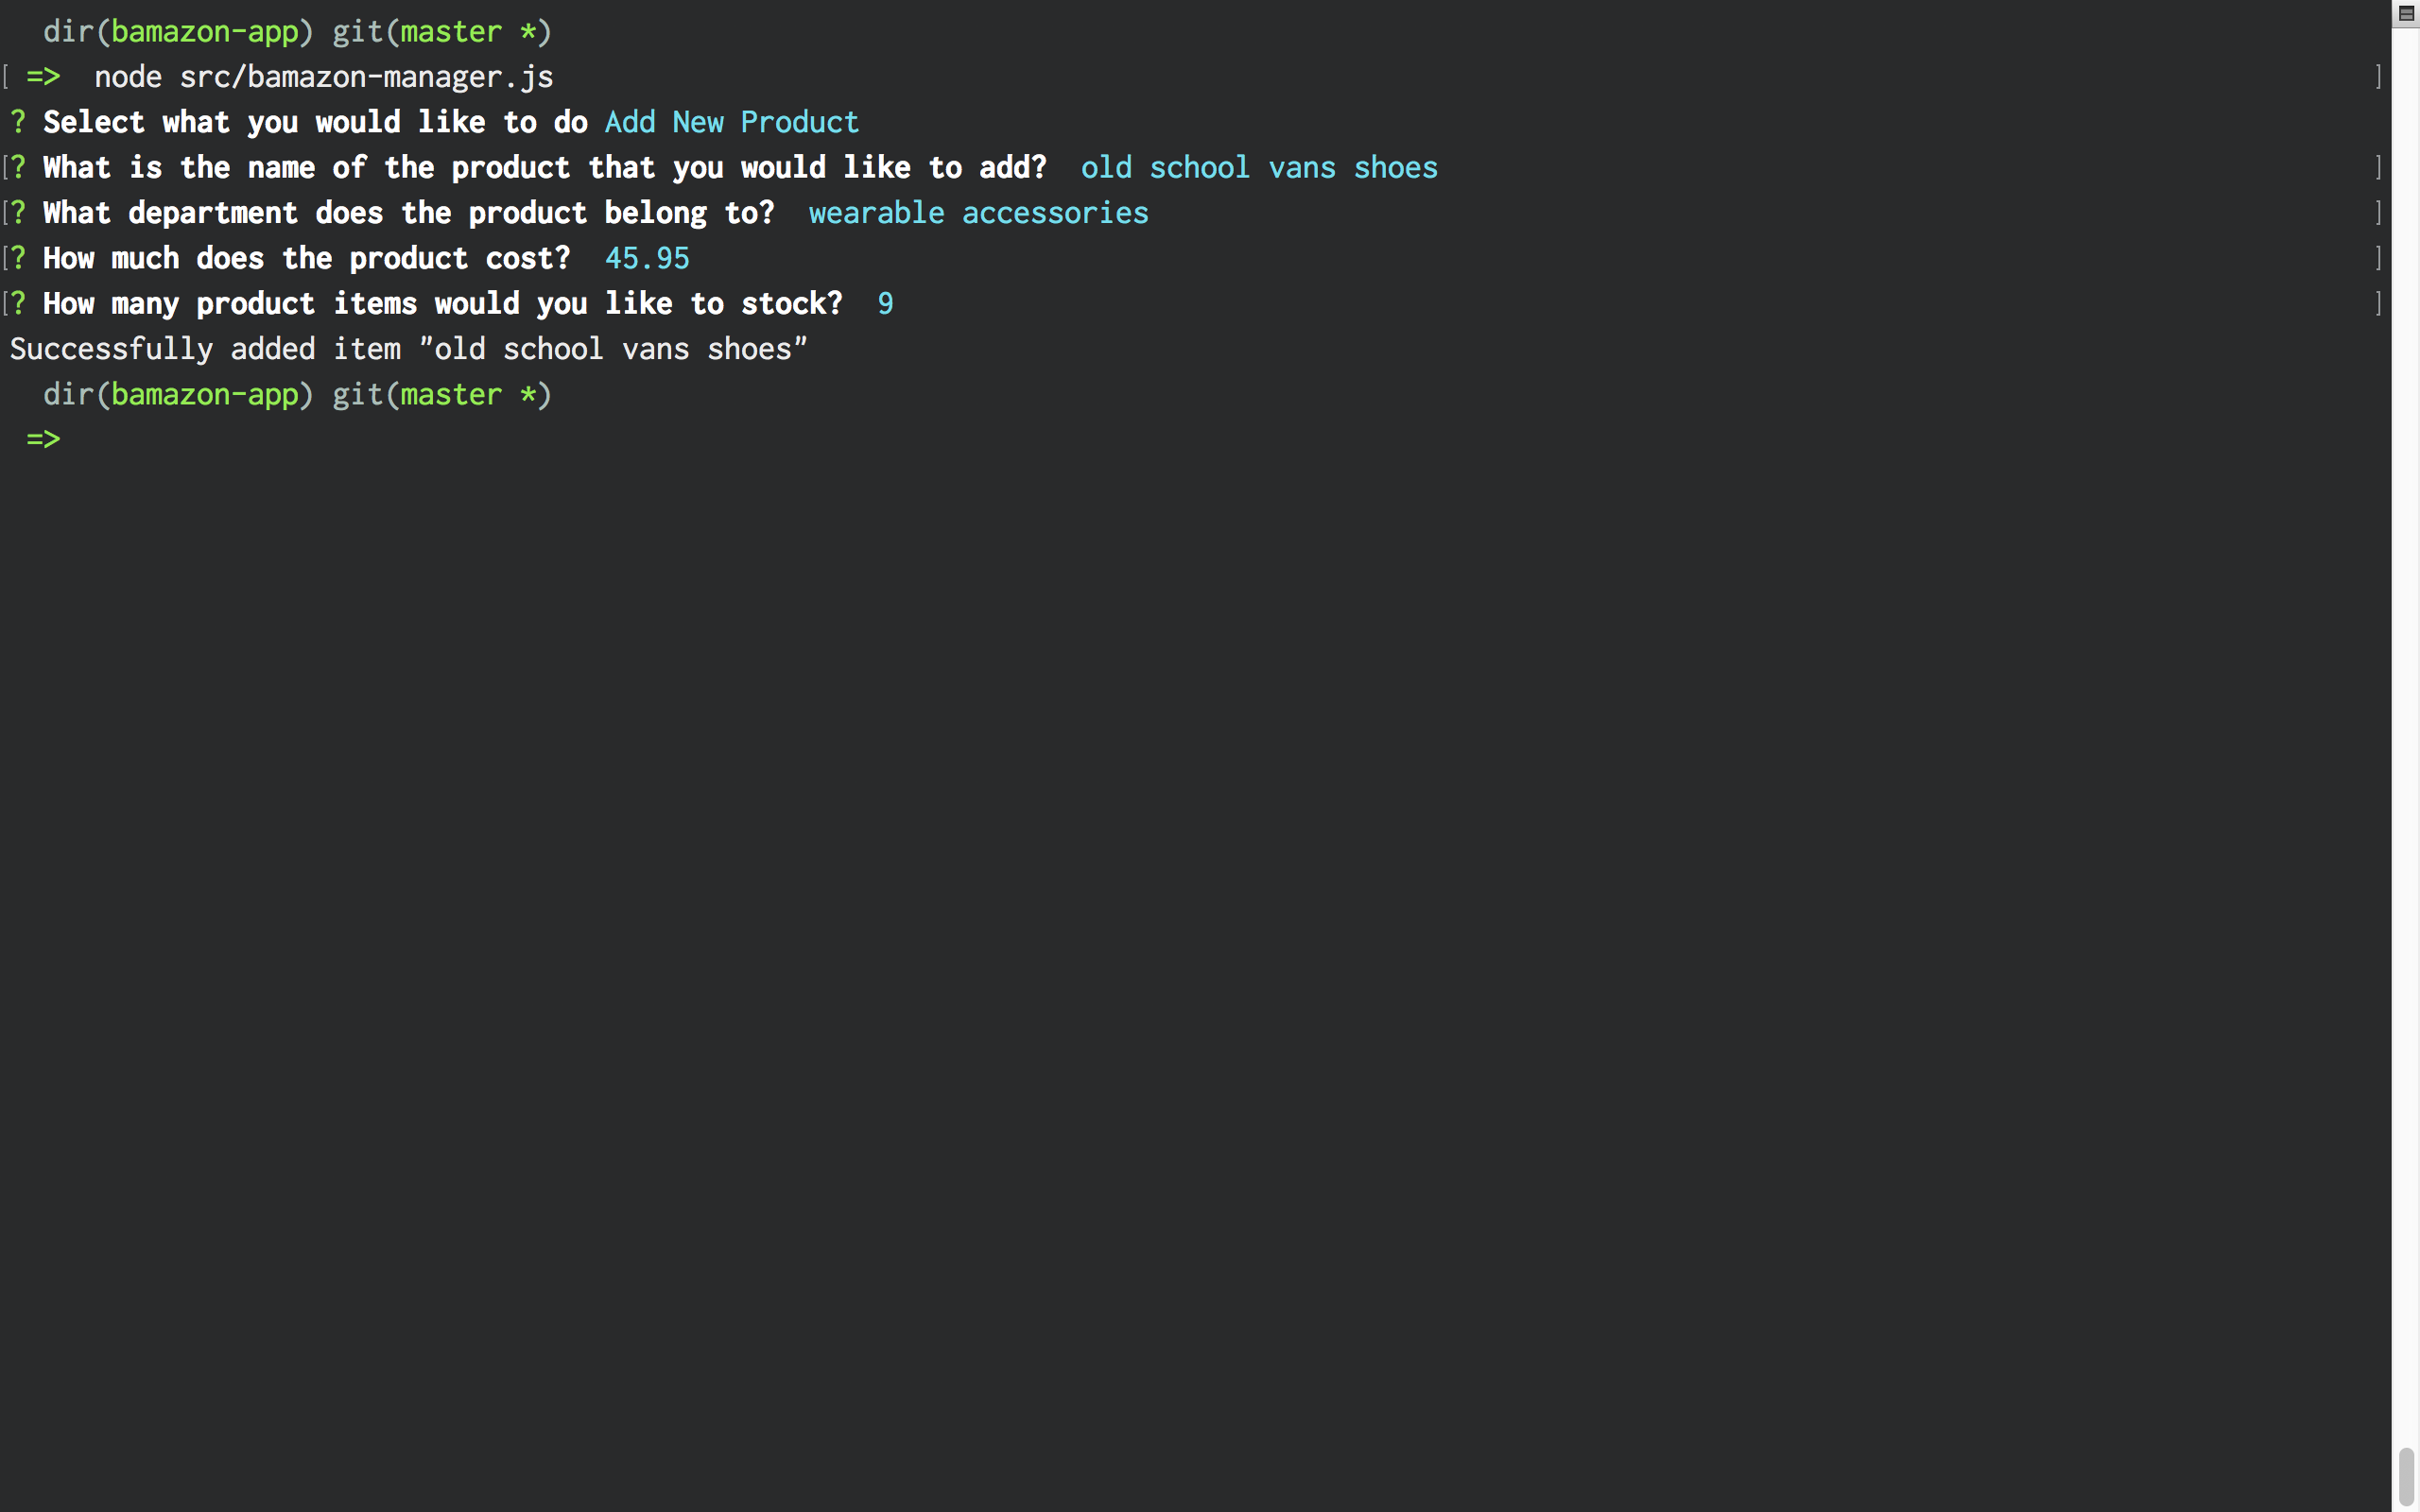 dir(bamazon-app) git(master *)
[ => node src/bamazon-manager.js ]
? Select what you would like to do Add New Product
[? What is the name of the product that you would like to add? old school vans shoes ]
[? What department does the product belong to? wearable accessories ]
[? How much does the product cost? 45.95 ]
[? How many product items would you like to stock? 9 ]
Successfully added item "old school vans shoes"
dir(bamazon-app) git(master *)
=>